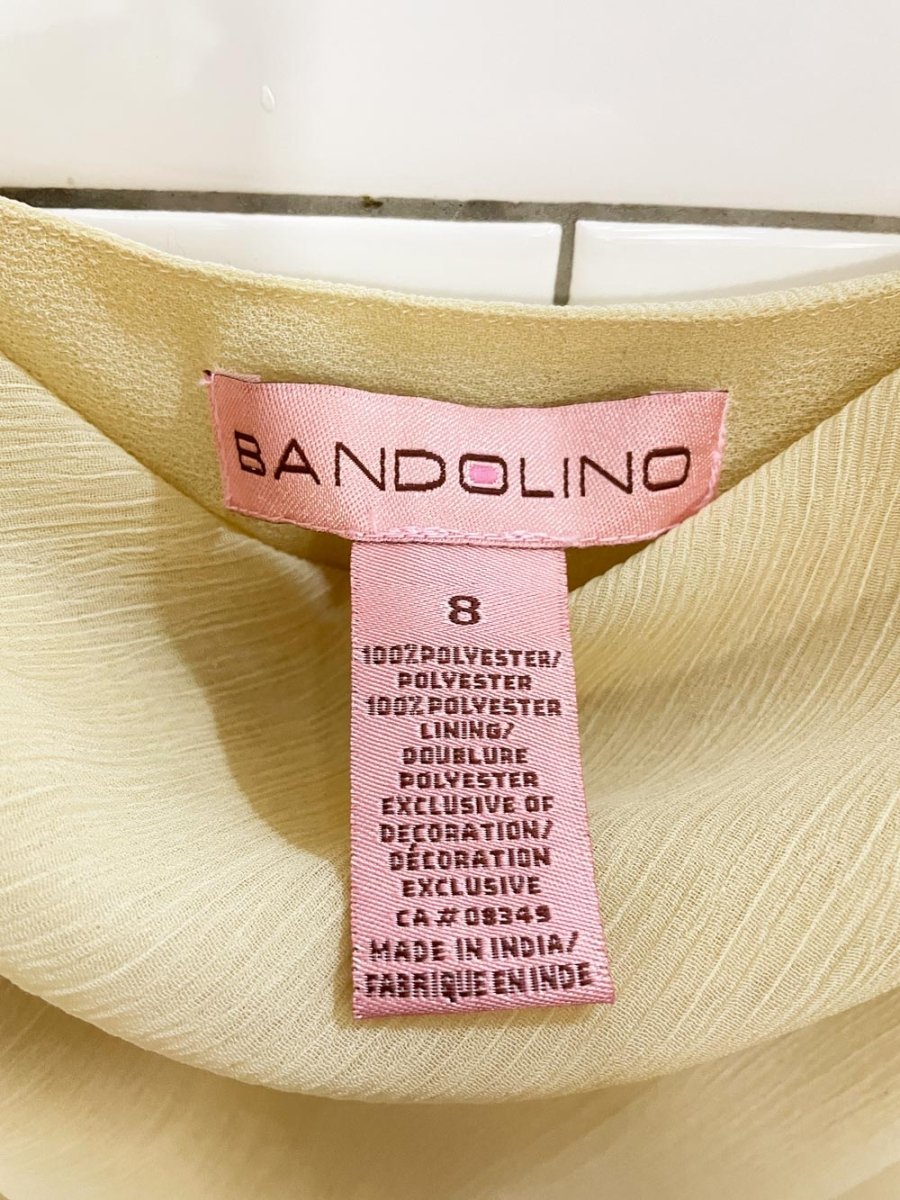 BANDOLINO
8
100%POLYESTER/
POLYESTER
100% POLYESTER
LINING/
DOUBLURE
POLYESTER
EXCLUSIVE OF
DECORATION/
DÉCORATION
EXCLUSIVE
CA # 08349
MADE IN INDIA/
FABRIQUE EN INDE